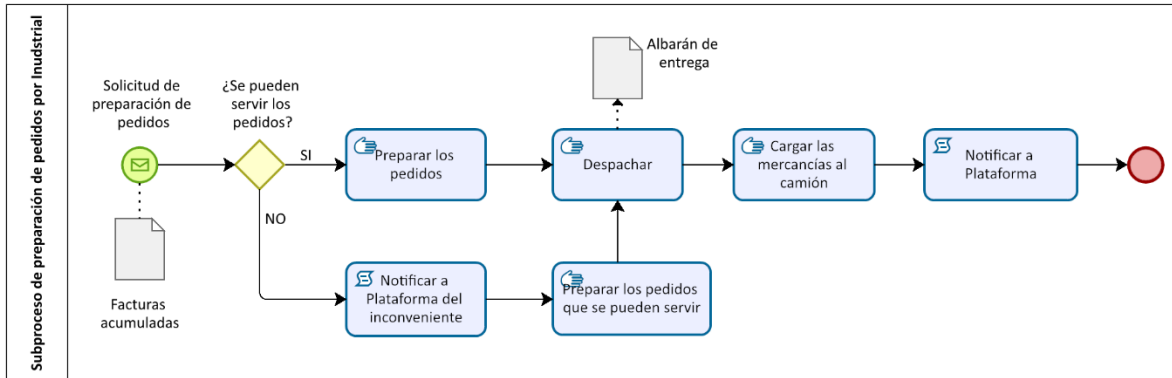 Subproceso de preparación de pedidos por Inudstrial
Solicitud de
preparación de
pedidos
¿Se pueden
servir los
pedidos?
Albarán de
entrega
SI
Preparar los
pedidos
Despachar
Cargar las
mercancías al
camión
Notificar a
Plataforma
NO
Facturas
acumuladas
Notificar a
Plataforma del
inconveniente
Preparar los pedidos
que se pueden servir